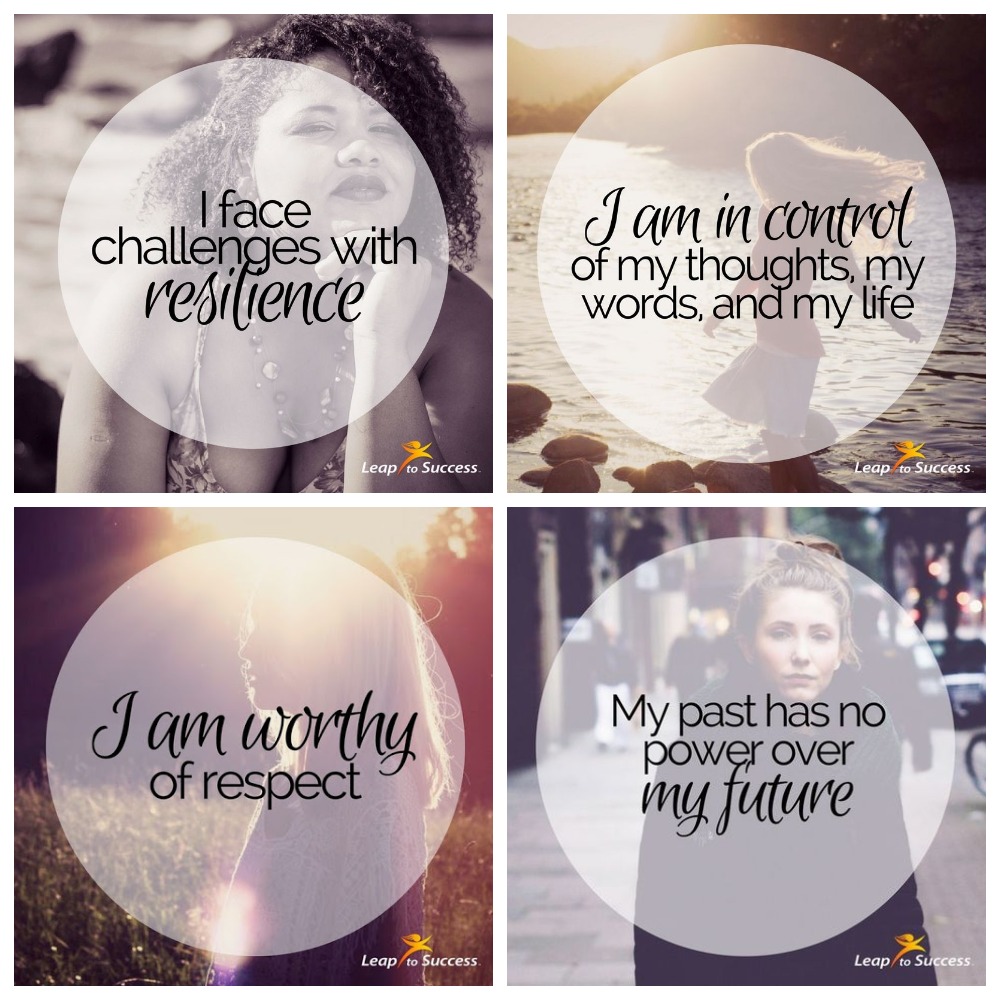 I face
challenges with
resilience
Leap to Success
I am in control
of my thoughts, my
words, and my life
Leap to Success
I am worthy
of respect
Leap to Success
My past has no
power over
my future
Leap to Success